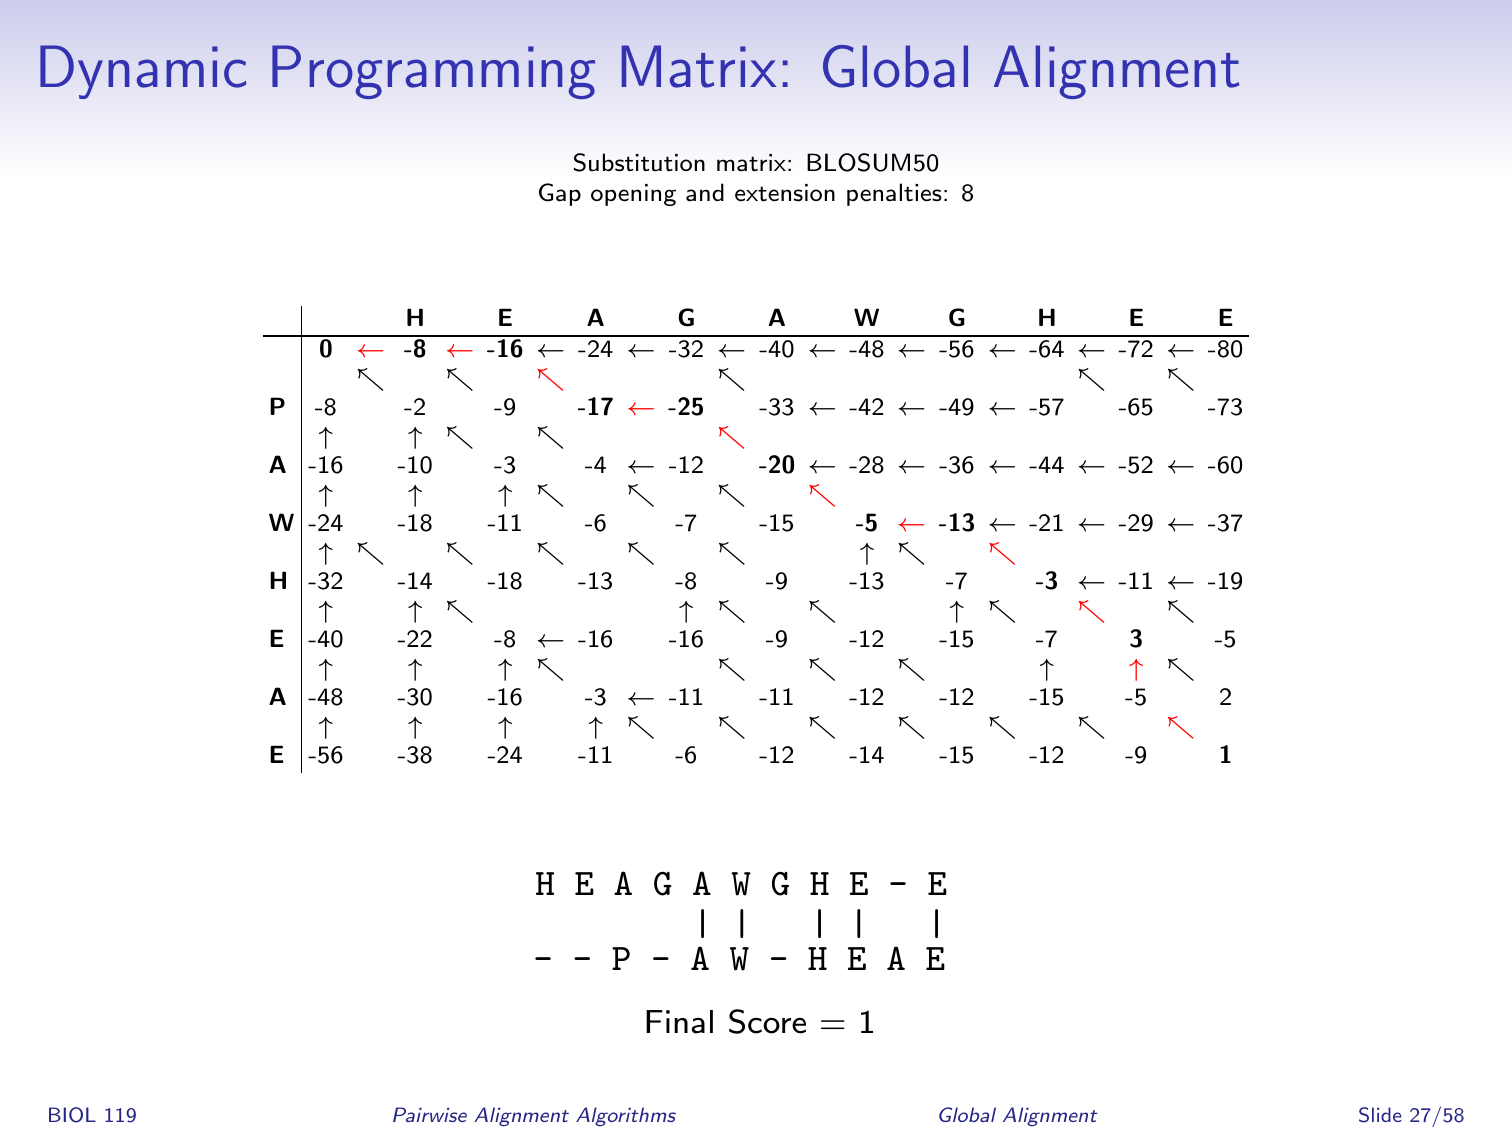 Dynamic Programming Matrix: Global Alignment
Substitution matrix: BLOSUM50
Gap opening and extension penalties: 8
H E A G A W G H E E
0 ← -8 ← -16 ← -24 ← -32 ← -40 ← -48 ← -56 ← -64 ← -72 ← -80
↖ ↖ ↖ ↖ ↖ ↖
P -8 -2 -9 -17 ← -25 -33 ← -42 ← -49 ← -57 -65 -73
↑ ↑ ↖ ↖ ↖
A -16 -10 -3 -4 ← -12 -20 ← -28 ← -36 ← -44 ← -52 ← -60
↑ ↑ ↑ ↖ ↖ ↖ ↖
W -24 -18 -11 -6 -7 -15 -5 ← -13 ← -21 ← -29 ← -37
↑ ↖ ↖ ↖ ↖ ↖ ↑ ↖ ↖
H -32 -14 -18 -13 -8 -9 -13 -7 -3 ← -11 ← -19
↑ ↑ ↖ ↑ ↖ ↖ ↑ ↖ ↖ ↖
E -40 -22 -8 ← -16 -16 -9 -12 -15 -7 3 -5
↑ ↑ ↑ ↖ ↖ ↖ ↖ ↑ ↑ ↖
A -48 -30 -16 -3 ← -11 -11 -12 -12 -15 -5 2
↑ ↑ ↑ ↑ ↖ ↖ ↖ ↖ ↖ ↖ ↖
E -56 -38 -24 -11 -6 -12 -14 -15 -12 -9 1
H E A G A W G H E - E
| | | | |
- - P - A W - H E A E
Final Score = 1
BIOL 119 Pairwise Alignment Algorithms Global Alignment Slide 27/58